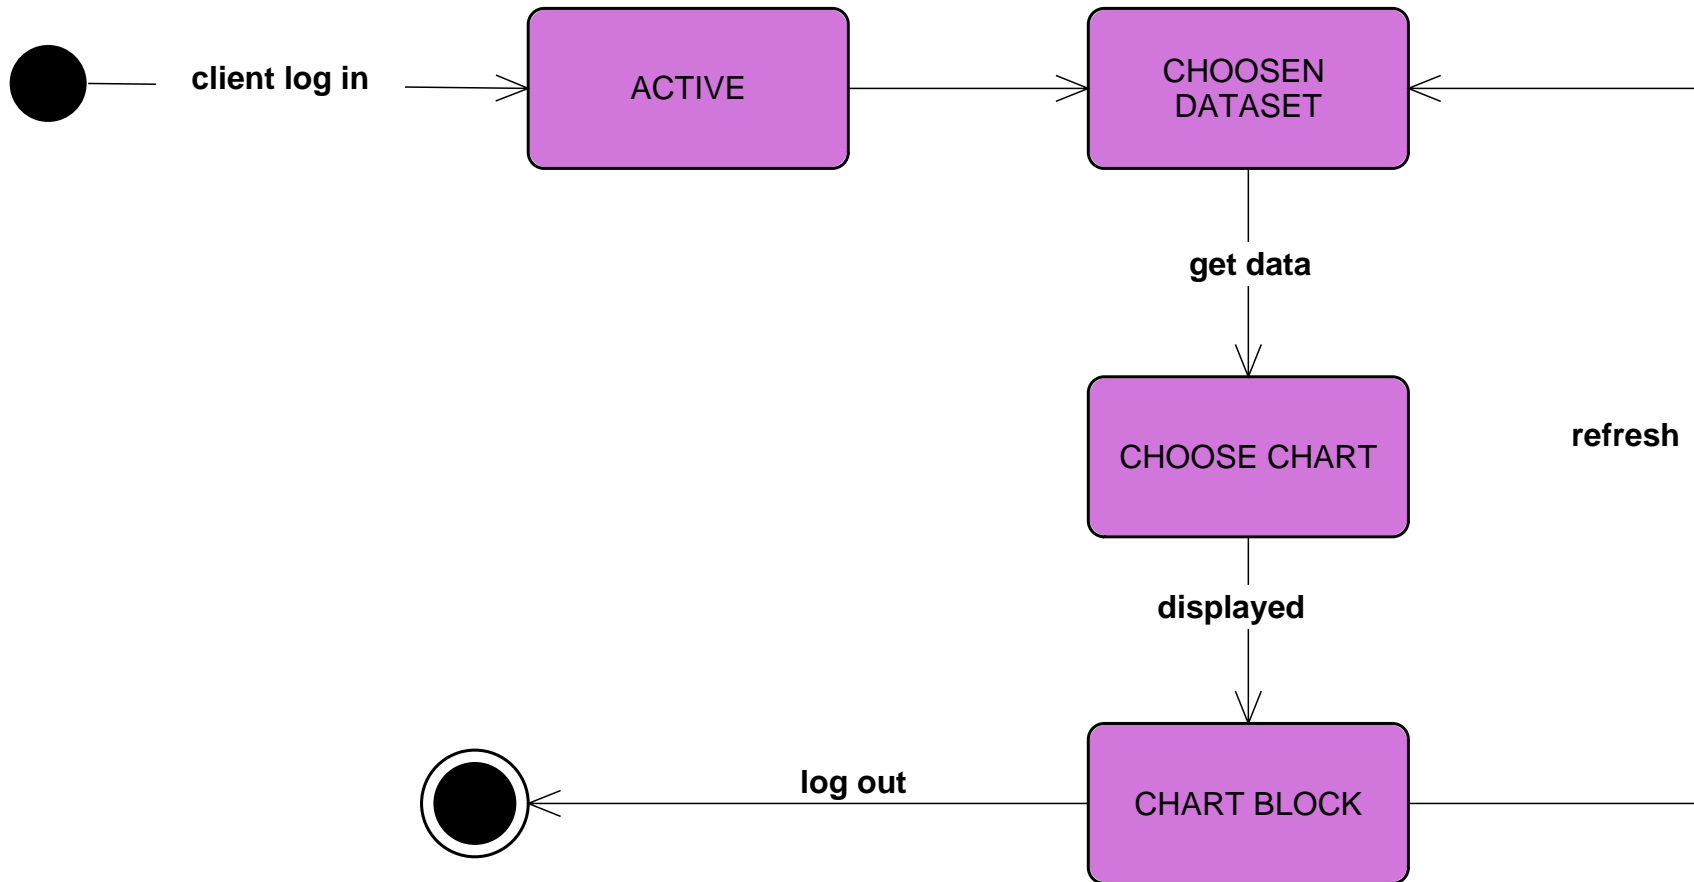 client log in
ACTIVE
CHOOSEN
DATASET
get data
CHOOSE CHART
refresh
displayed
log out
CHART BLOCK